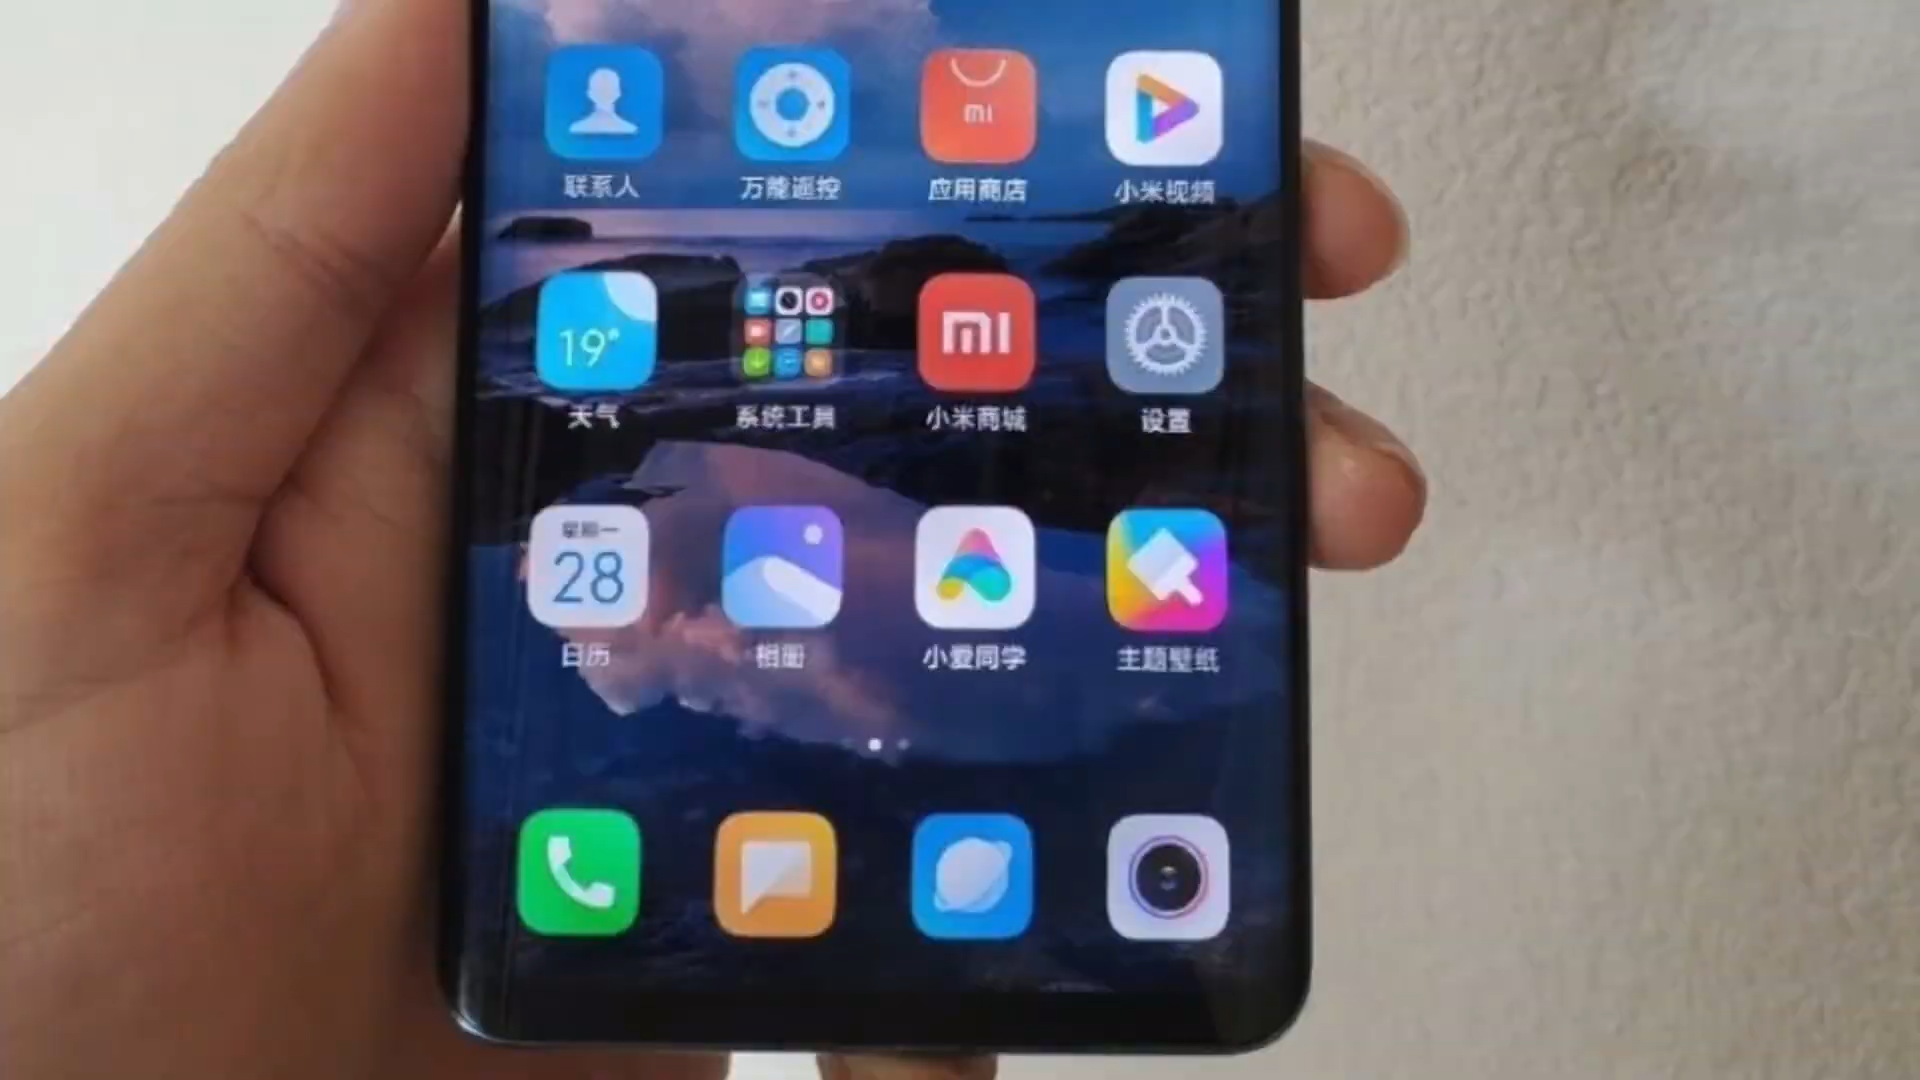 mi
联系人
万能遥控
应用商店
小米视频
19°
mi
天气
系统工具
小米商城
设置
星期一
28
日历
相册
小爱同学
主题壁纸